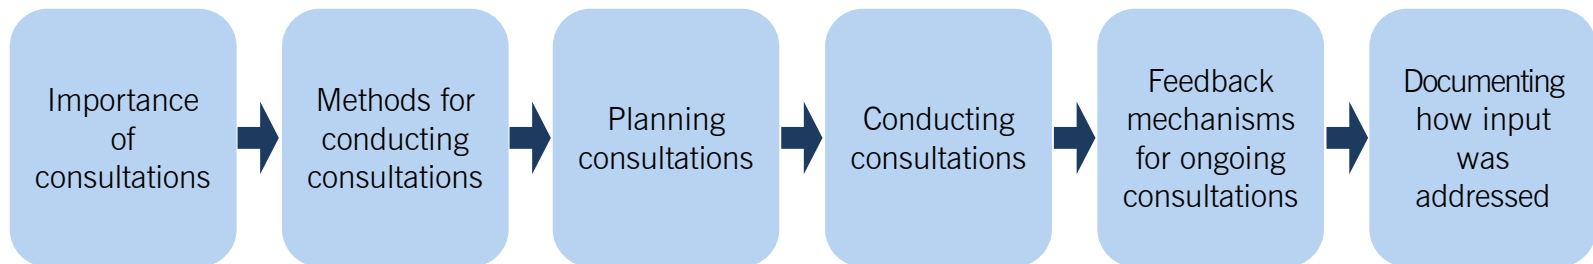 Importance
of
consultations
Methods for
conducting
consultations
Planning
consultations
Conducting
consultations
Feedback
mechanisms
for ongoing
consultations
Documenting
how input
was
addressed